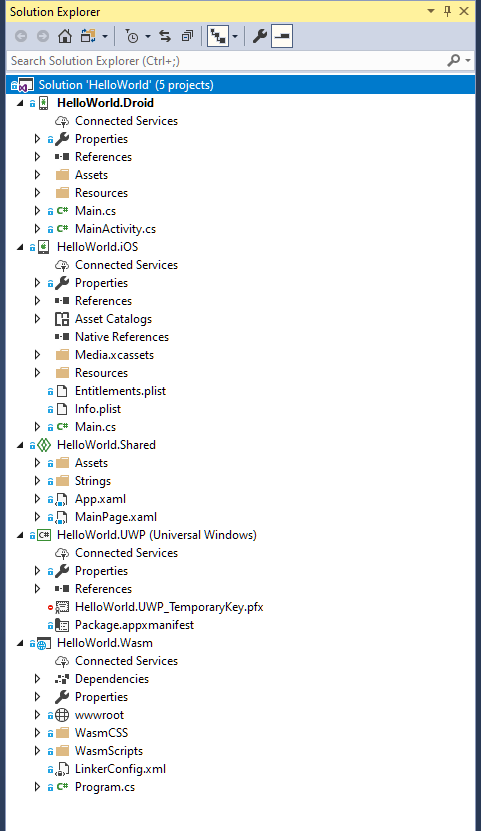 Solution Explorer
Search Solution Explorer (Ctrl+;)
Solution 'HelloWorld' (5 projects)
HelloWorld.Droid
Connected Services
Properties
References
Assets
Resources
C# Main.cs
C# MainActivity.cs
HelloWorld.iOS
Connected Services
Properties
References
Asset Catalogs
Native References
Media.xcassets
Resources
Entitlements.plist
Info.plist
C# Main.cs
HelloWorld.Shared
Assets
Strings
App.xaml
MainPage.xaml
C# HelloWorld.UWP (Universal Windows)
Connected Services
Properties
References
HelloWorld.UWP_TemporaryKey.pfx
Package.appxmanifest
HelloWorld.Wasm
Connected Services
Dependencies
Properties
wwwroot
WasmCSS
WasmScripts
LinkerConfig.xml
C# Program.cs